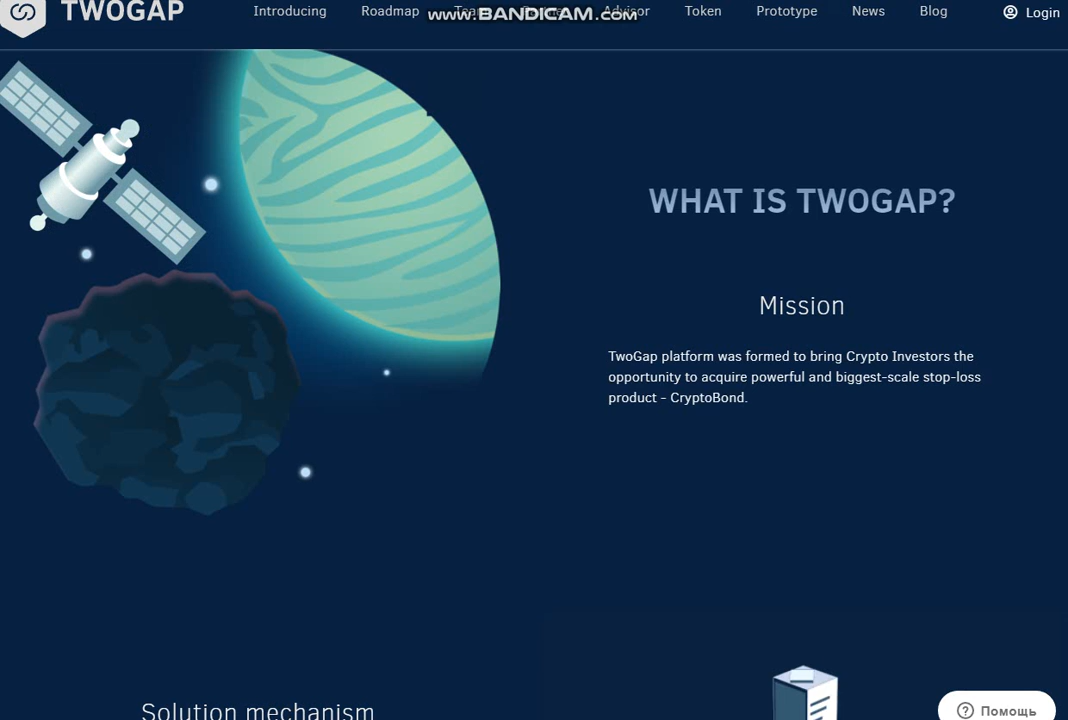 TWOGAP
Introducing
Roadmap
www.BANDICAM.com
Advisor
Token
Prototype
News
Blog
Login
WHAT IS TWOGAP?
Mission
TwoGap platform was formed to bring Crypto Investors the
opportunity to acquire powerful and biggest-scale stop-loss
product - CryptoBond.
Solution mechanism
Помощь